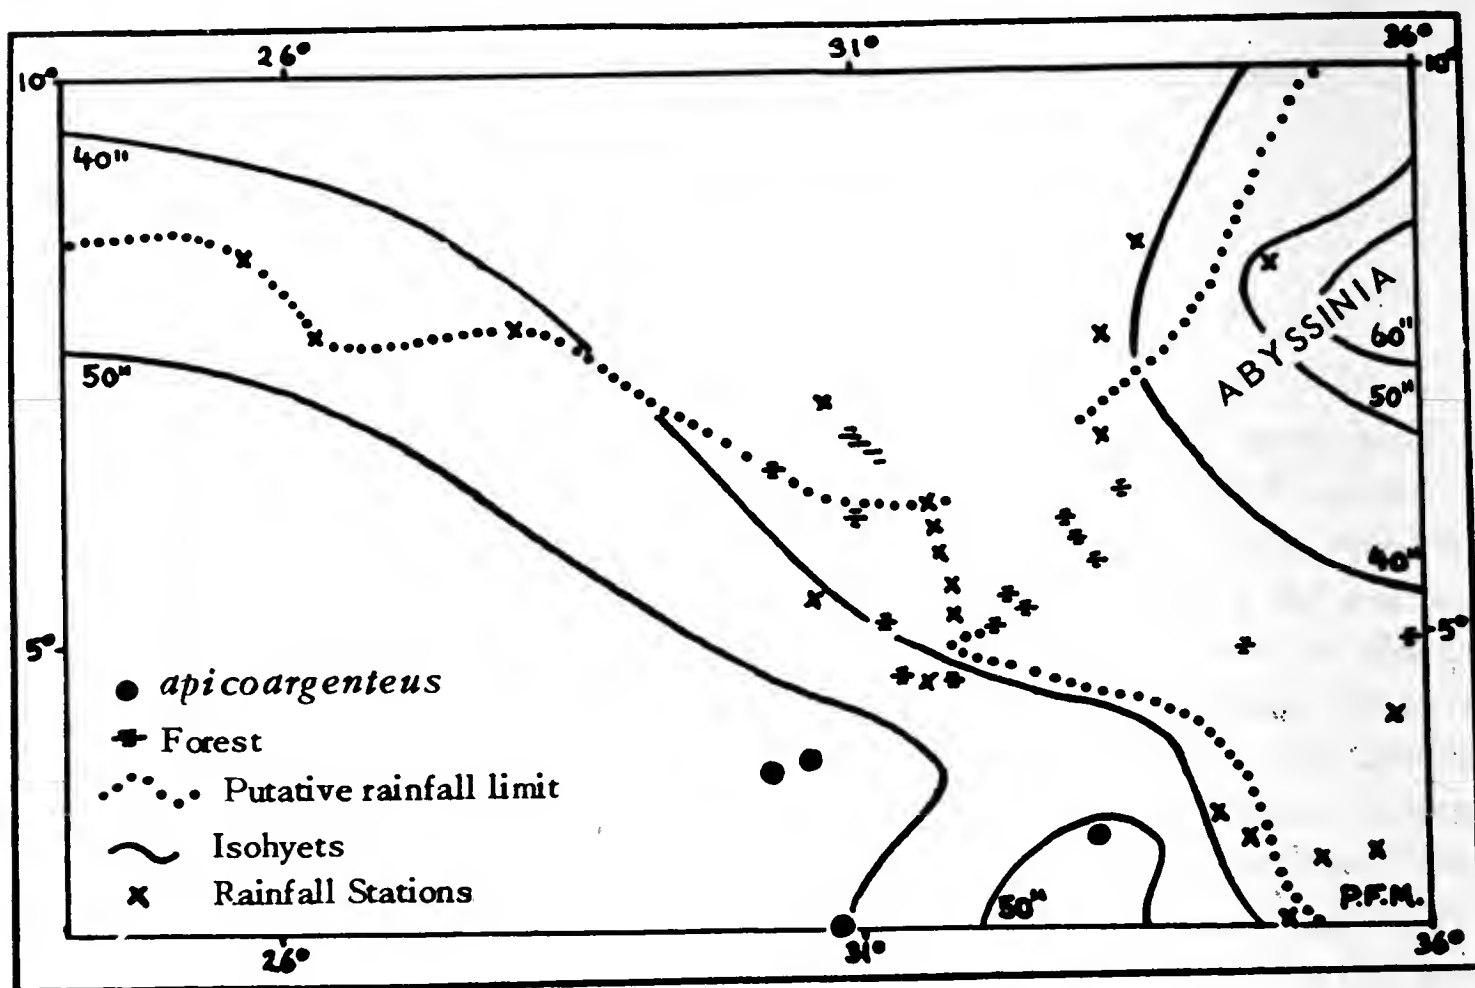 26° 31° 36°
10° 10°
40"
50"
ABYSSINIA
60"
50"
40"
5° 5°
apicoargenteus
Forest
Putative rainfall limit
Isohyets
Rainfall Stations
50"
P.F.M.
26° 31° 36°